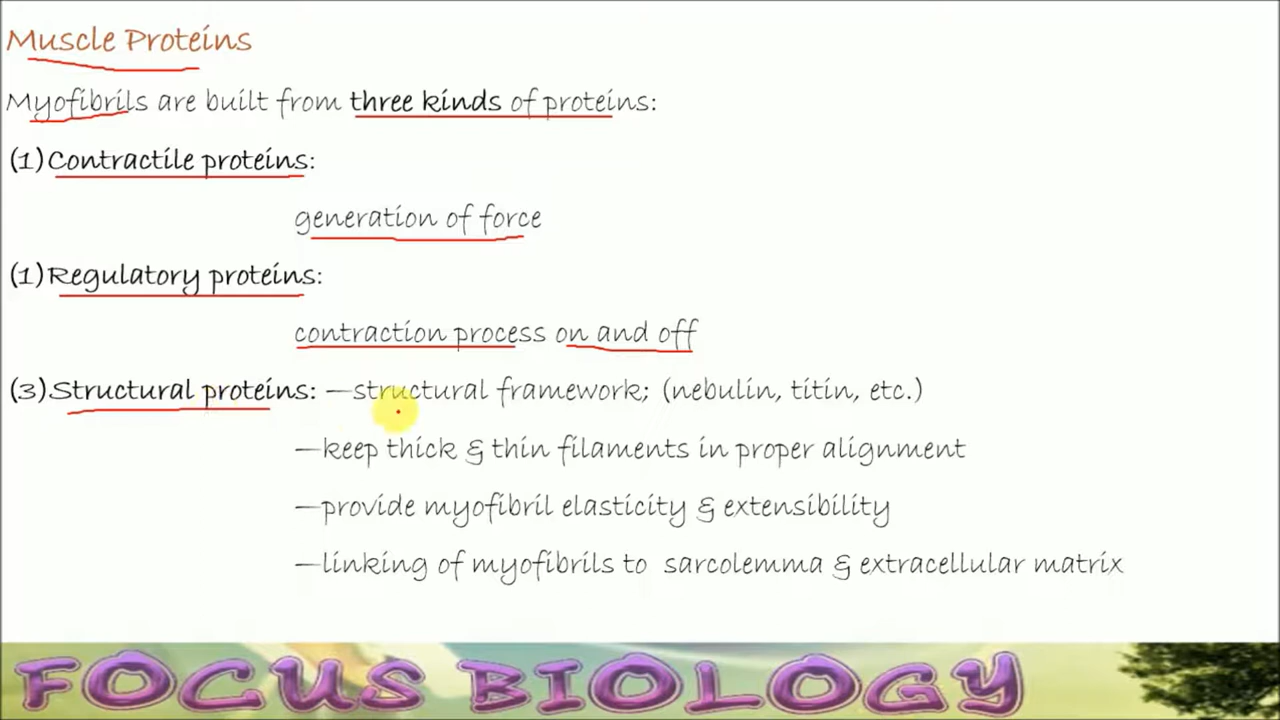 Muscle Proteins
Myofibrils are built from three kinds of proteins:
(1)Contractile proteins:
generation of force
(1)Regulatory proteins:
contraction process on and off
(3)Structural proteins: —structural framework; (nebulin, titin, etc.)
—keep thick & thin filaments in proper alignment
—provide myofibril elasticity & extensibility
—linking of myofibrils to sarcolemma & extracellular matrix
FOCUS BIOLOGY